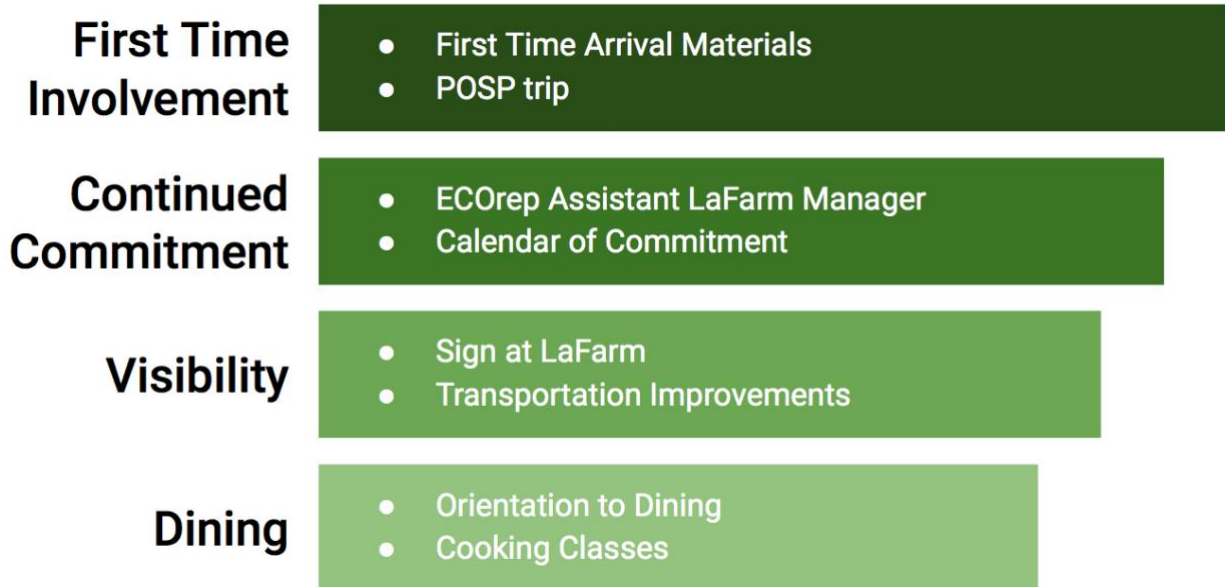 First Time
Involvement
● First Time Arrival Materials
● POSP trip
Continued
Commitment
● ECOrep Assistant LaFarm Manager
● Calendar of Commitment
Visibility
● Sign at LaFarm
● Transportation Improvements
Dining
● Orientation to Dining
● Cooking Classes